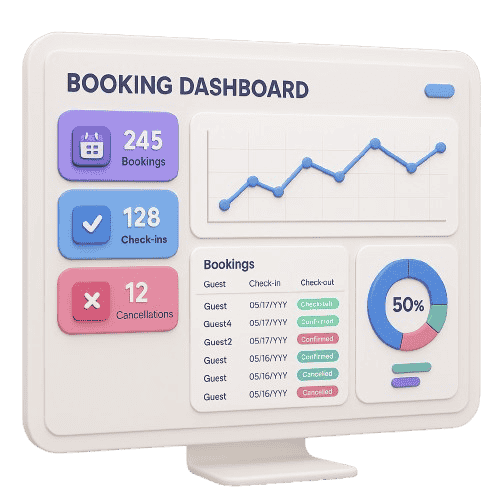 BOOKING DASHBOARD
245
Bookings
128
Check-ins
12
Cancellations
Bookings
Guest Check-in Check-out
Guest 05/17/YYY
Guest4 05/17/YYY Confirmed
Guest2 05/17/YYY Confirmed
Guest 05/16/YYY Confirmed
Guest 05/16/YYY Cancelled
Guest 05/16/YYY Cancelled
50%